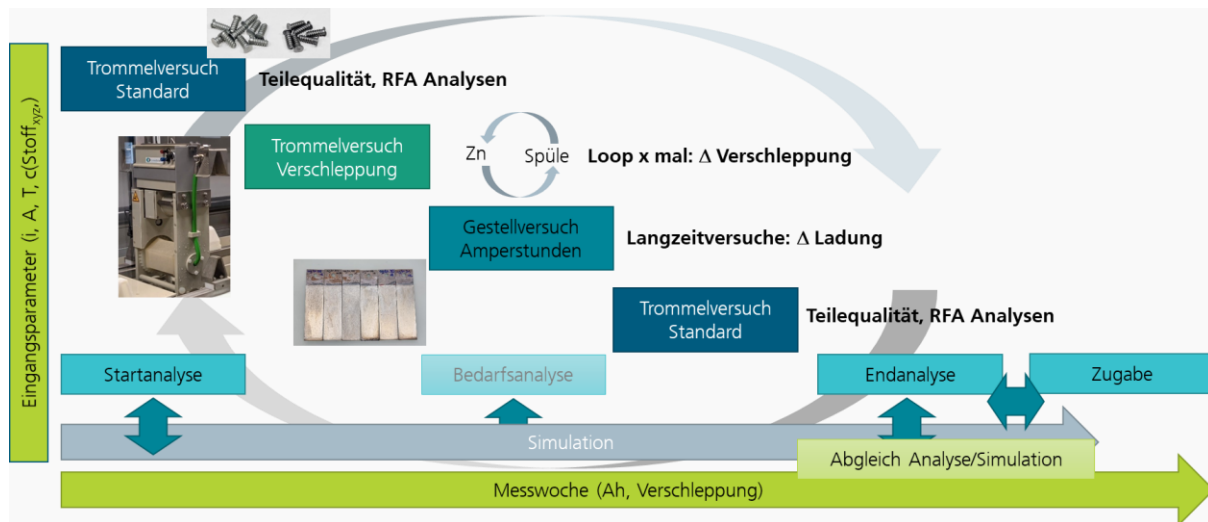 Eingangsparameter (i, A, T, c(Stoffxyz,)
Trommelversuch
Standard
Teilequalität, RFA Analysen
Trommelversuch
Verschleppung
Zn
Spüle
Loop x mal: Δ Verschleppung
Gestellversuch
Amperstunden
Langzeitversuche: Δ Ladung
Trommelversuch
Standard
Teilequalität, RFA Analysen
Startanalyse
Bedarfsanalyse
Endanalyse
Zugabe
Simulation
Abgleich Analyse/Simulation
Messwoche (Ah, Verschleppung)